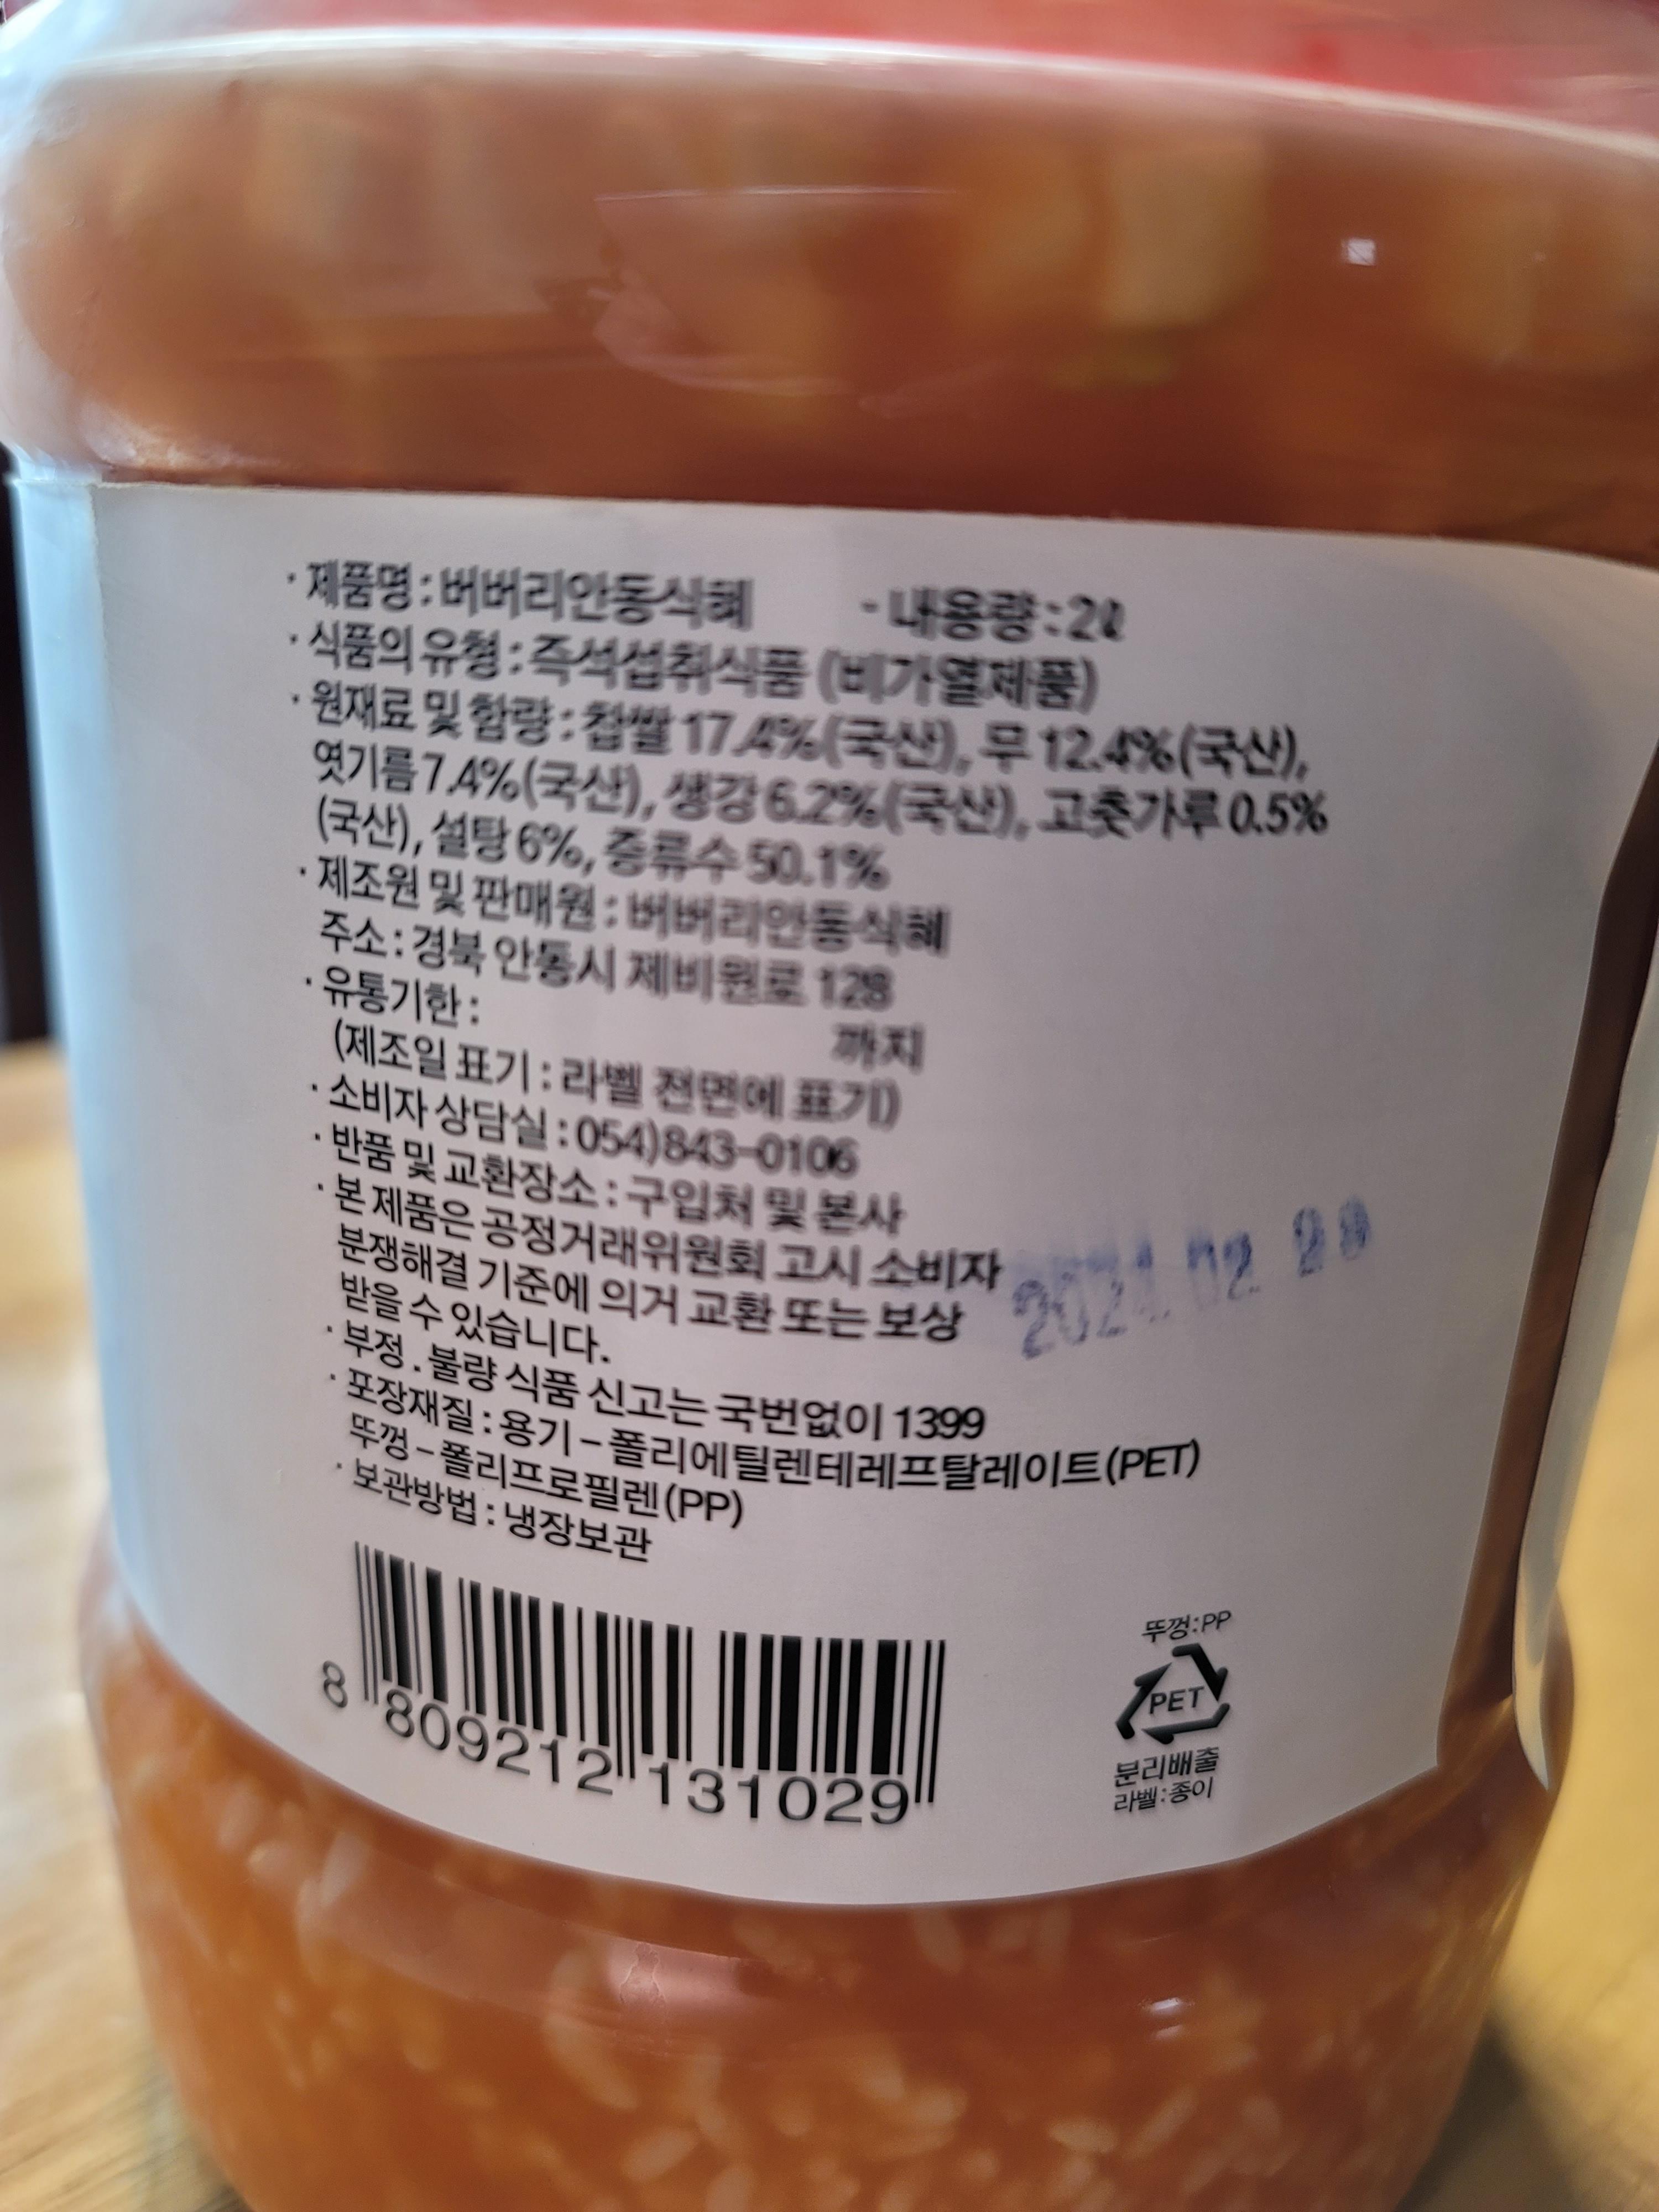 · 제품명 : 버버리안동식혜 - 내용량 : 2ℓ
· 식품의 유형 : 즉석섭취식품 (비가열제품)
· 원재료 및 함량 : 찹쌀 17.4%(국산), 무 12.4%(국산),
엿기름 7.4%(국산), 생강 6.2%(국산), 고춧가루 0.5%
(국산), 설탕 6%, 증류수 50.1%
· 제조원 및 판매원 : 버버리안동식혜
주소 : 경북 안동시 제비원로 128
· 유통기한 : 까지
(제조일 표기 : 라벨 전면에 표기)
· 소비자 상담실 : 054)843-0106
· 반품 및 교환장소 : 구입처 및 본사
· 본 제품은 공정거래위원회 고시 소비자
분쟁해결 기준에 의거 교환 또는 보상
받을 수 있습니다.
2024. 02.
· 부정 . 불량 식품 신고는 국번없이 1399
· 포장재질 : 용기 - 폴리에틸렌테레프탈레이트(PET)
뚜껑 - 폴리프로필렌(PP)
· 보관방법 : 냉장보관
8 809212 131029
뚜껑:PP
PET
분리배출
라벨:종이